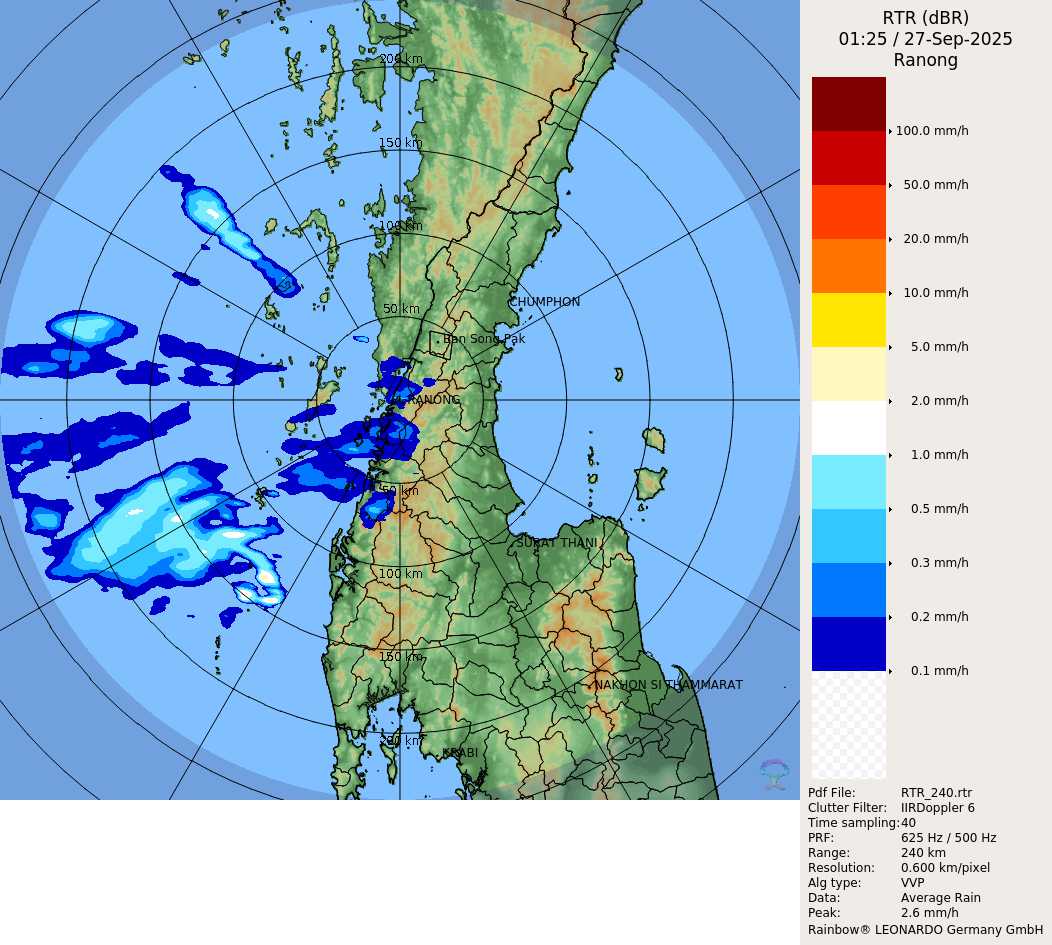 RTR (dBR)
01:25 / 27-Sep-2025
Ranong
200 km
150 km
100 km
50 km
CHUMPHON
Ban Song Pak
RANONG
50 km
SURAT THANI
100 km
150 km
NAKHON SI THAMMARAT
200 km
KRABI
100.0 mm/h
50.0 mm/h
20.0 mm/h
10.0 mm/h
5.0 mm/h
2.0 mm/h
1.0 mm/h
0.5 mm/h
0.3 mm/h
0.2 mm/h
0.1 mm/h
Pdf File: RTR_240.rtr
Clutter Filter: IIRDoppler 6
Time sampling:40
PRF: 625 Hz / 500 Hz
Range: 240 km
Resolution: 0.600 km/pixel
Alg type: VVP
Data: Average Rain
Peak: 2.6 mm/h
Rainbow® LEONARDO Germany GmbH